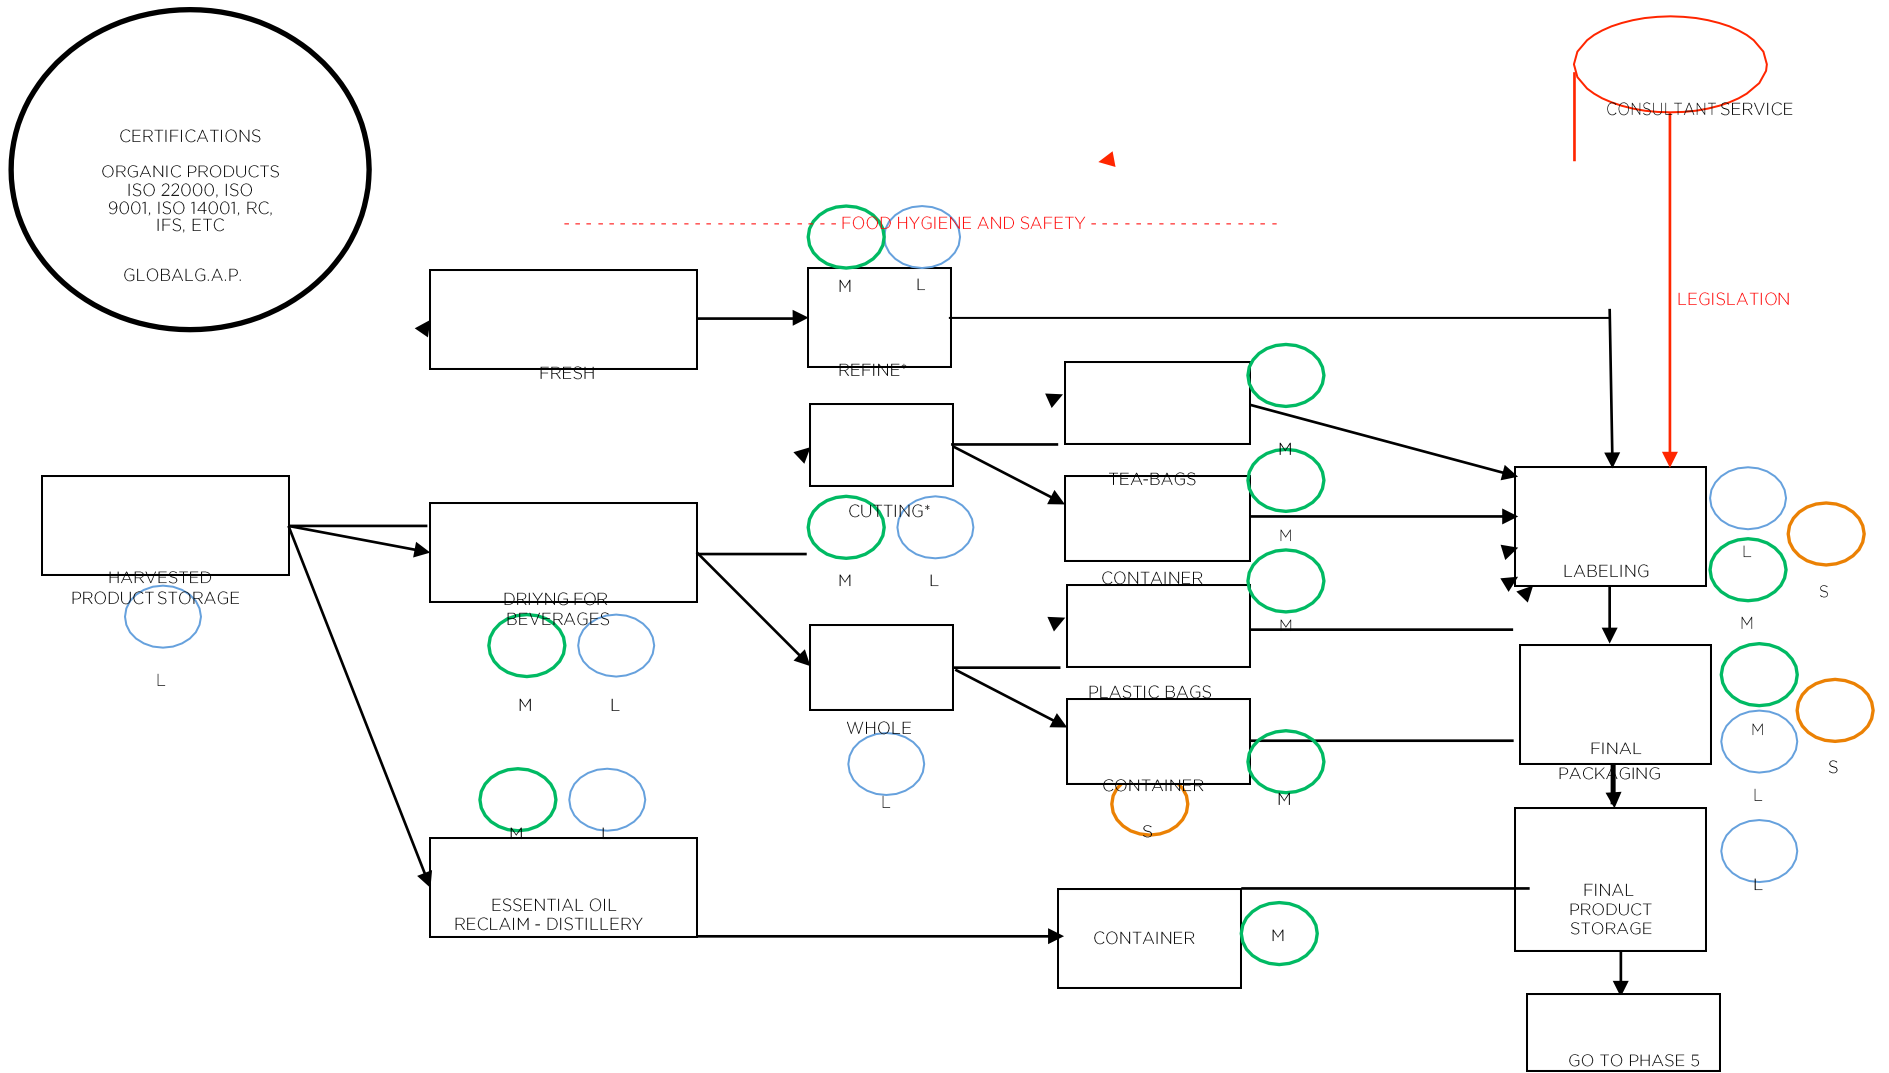 CERTIFICATIONS
ORGANIC PRODUCTS
ISO 22000, ISO
9001, ISO 14001, RC,
IFS, ETC
GLOBALG.A.P.
CONSULTANT SERVICE
FOOD HYGIENE AND SAFETY
LEGISLATION
M
L
FRESH
REFINE*
M
TEA-BAGS
CUTTING*
M
L
M
CONTAINER
M
HARVESTED
PRODUCT STORAGE
L
DRIYNG FOR
BEVERAGES
M
L
WHOLE
L
PLASTIC BAGS
CONTAINER
M
S
LABELING
L
S
M
FINAL
PACKAGING
M
S
L
M
L
ESSENTIAL OIL
RECLAIM - DISTILLERY
CONTAINER
M
FINAL
PRODUCT
STORAGE
L
GO TO PHASE 5